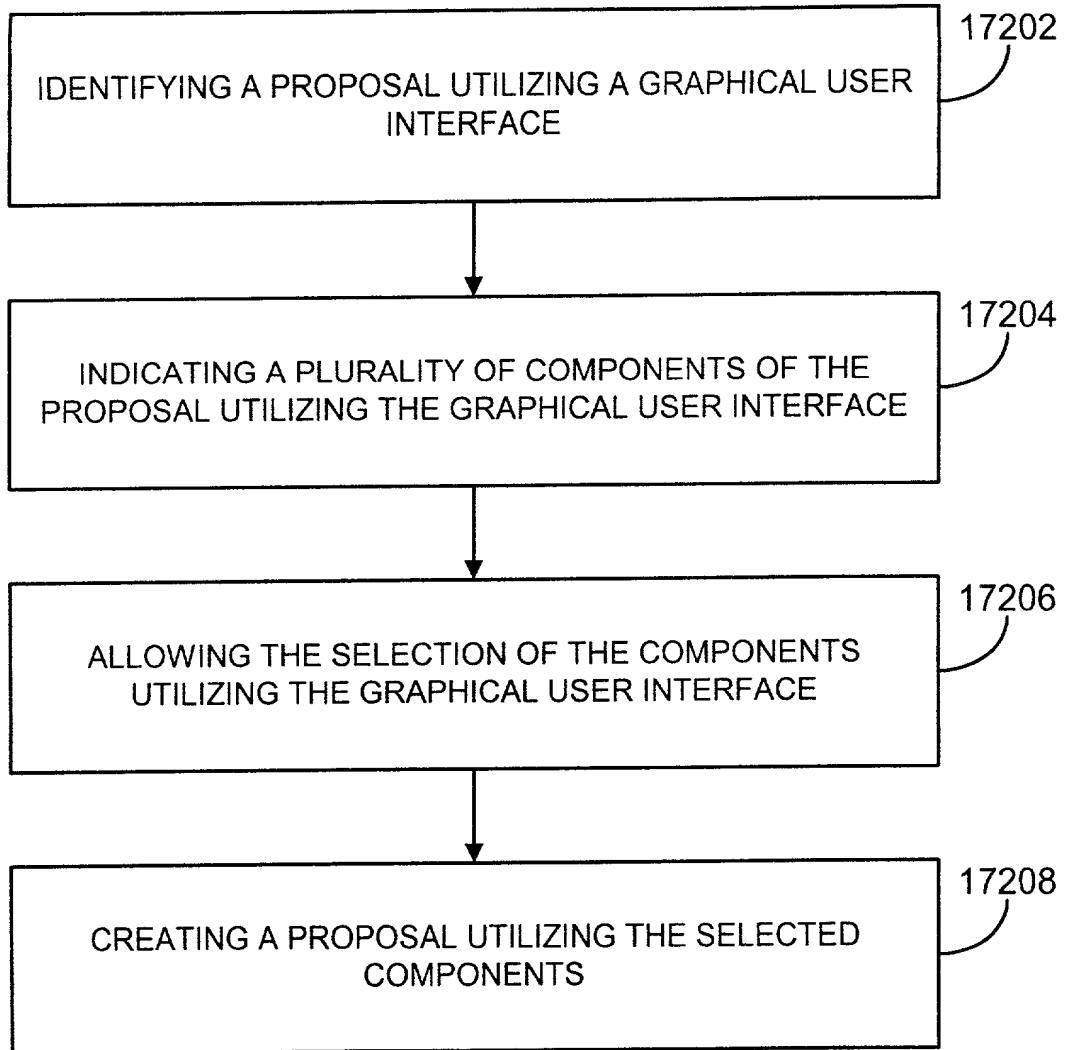 17202
IDENTIFYING A PROPOSAL UTILIZING A GRAPHICAL USER
INTERFACE
17204
INDICATING A PLURALITY OF COMPONENTS OF THE
PROPOSAL UTILIZING THE GRAPHICAL USER INTERFACE
17206
ALLOWING THE SELECTION OF THE COMPONENTS
UTILIZING THE GRAPHICAL USER INTERFACE
17208
CREATING A PROPOSAL UTILIZING THE SELECTED
COMPONENTS